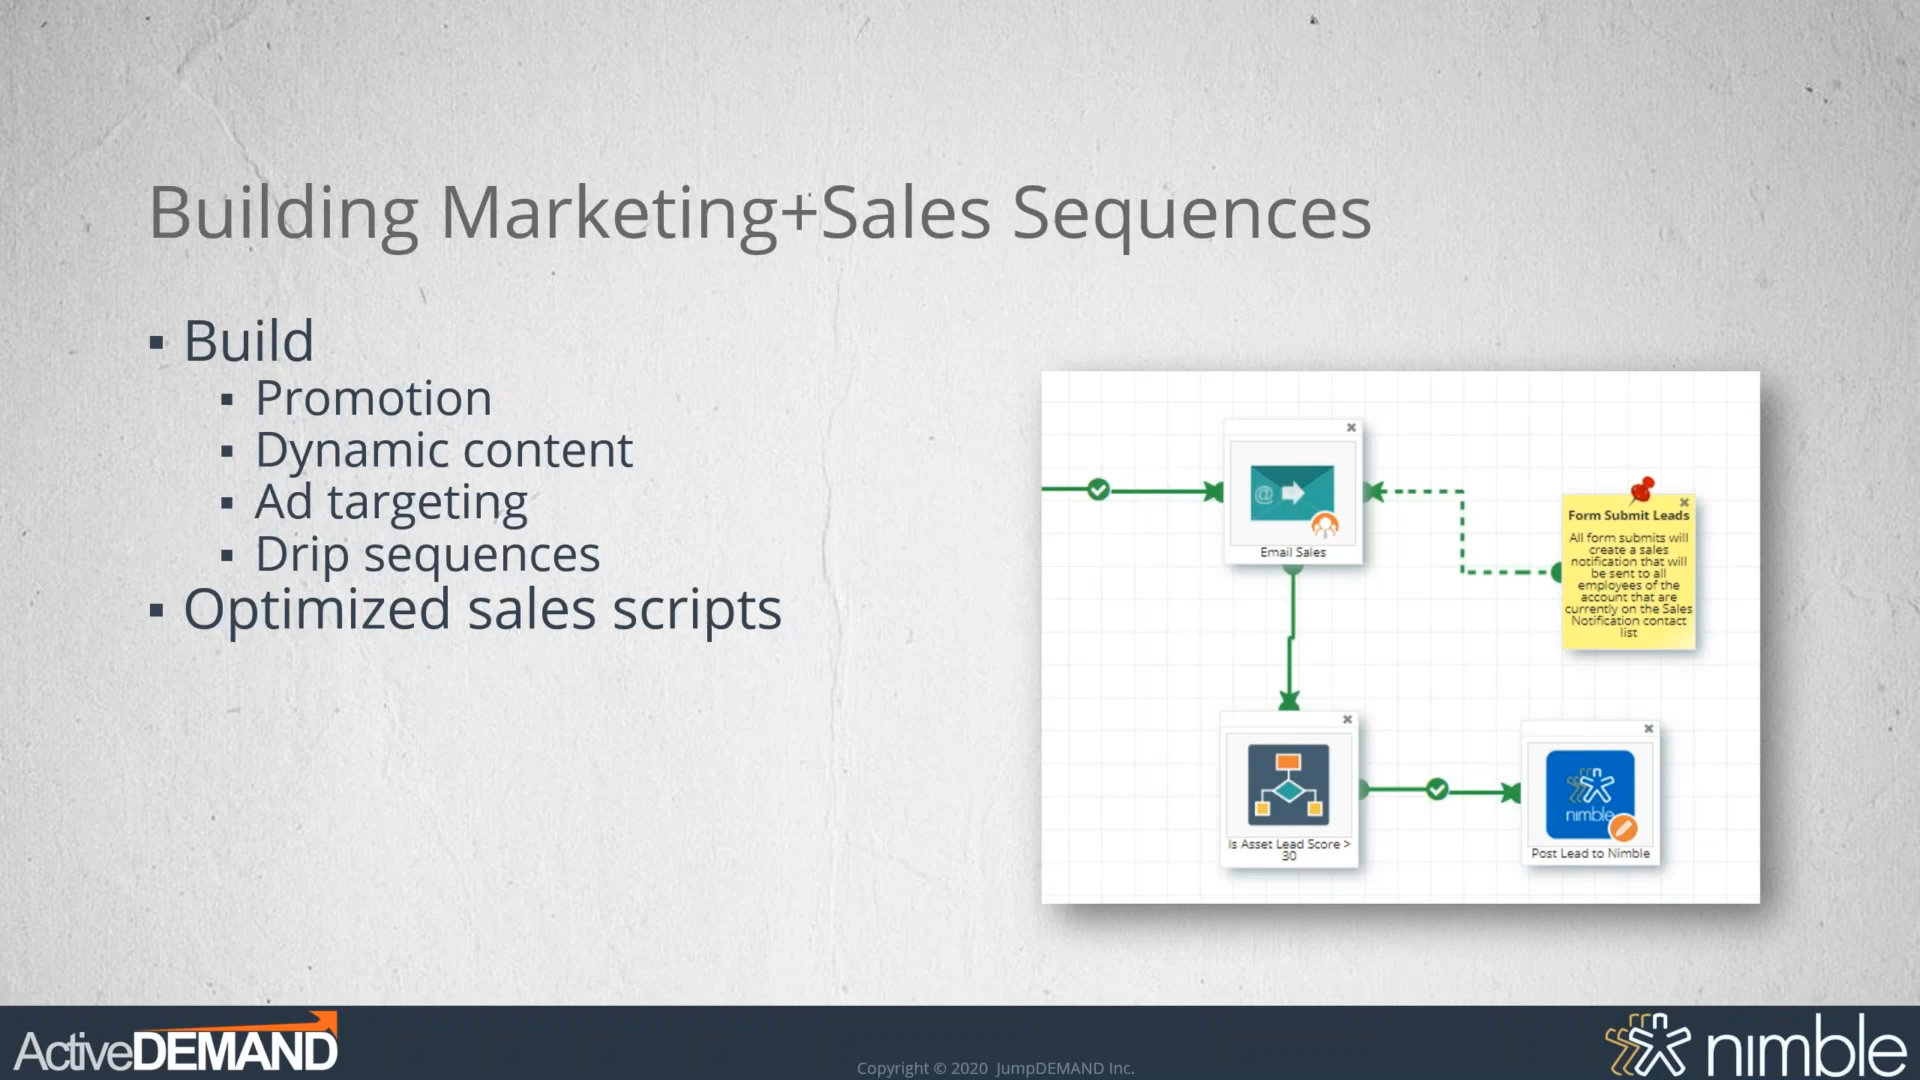 Building Marketing+Sales Sequences
▪ Build
▪ Promotion
▪ Dynamic content
▪ Ad targeting
▪ Drip sequences
▪ Optimized sales scripts
@
Email Sales
Form Submit Leads
All form submits will
create a sales
notification that will
be sent to all
employees of the
account that are
currently on the Sales
Notification contact
list
Is Asset Lead Score >
30
nimble
Post Lead to Nimble
ActiveDEMAND
Copyright © 2020 JumpDEMAND Inc.
nimble